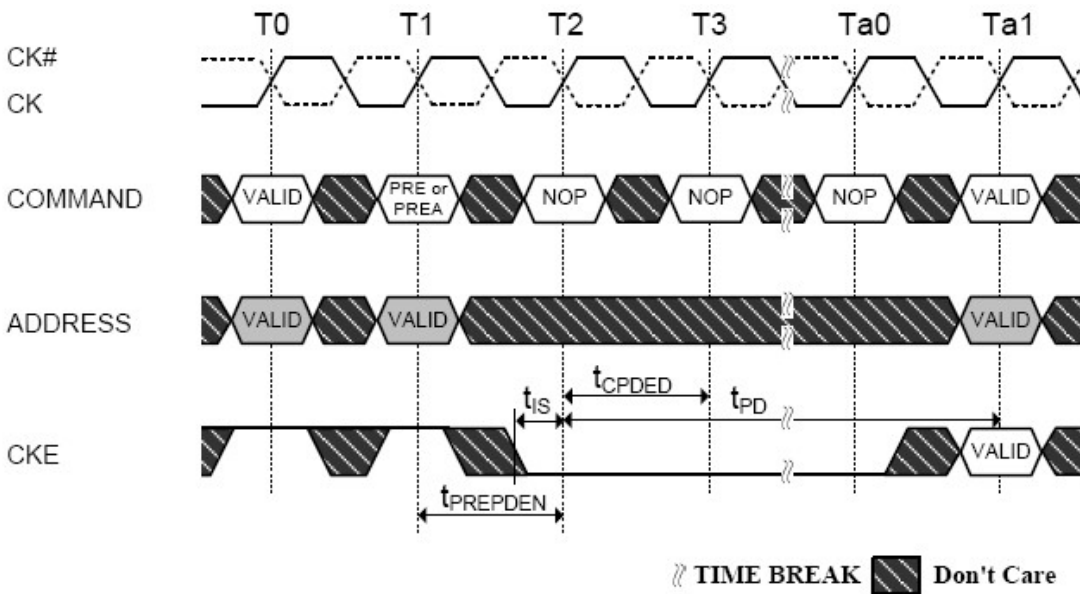 T0 T1 T2 T3 Ta0 Ta1
CK#
CK
COMMAND VALID PRE or PREA NOP NOP NOP VALID
ADDRESS VALID VALID VALID
tIS tCPDED tPD
CKE VALID
tPREPDEN
TIME BREAK Don't Care